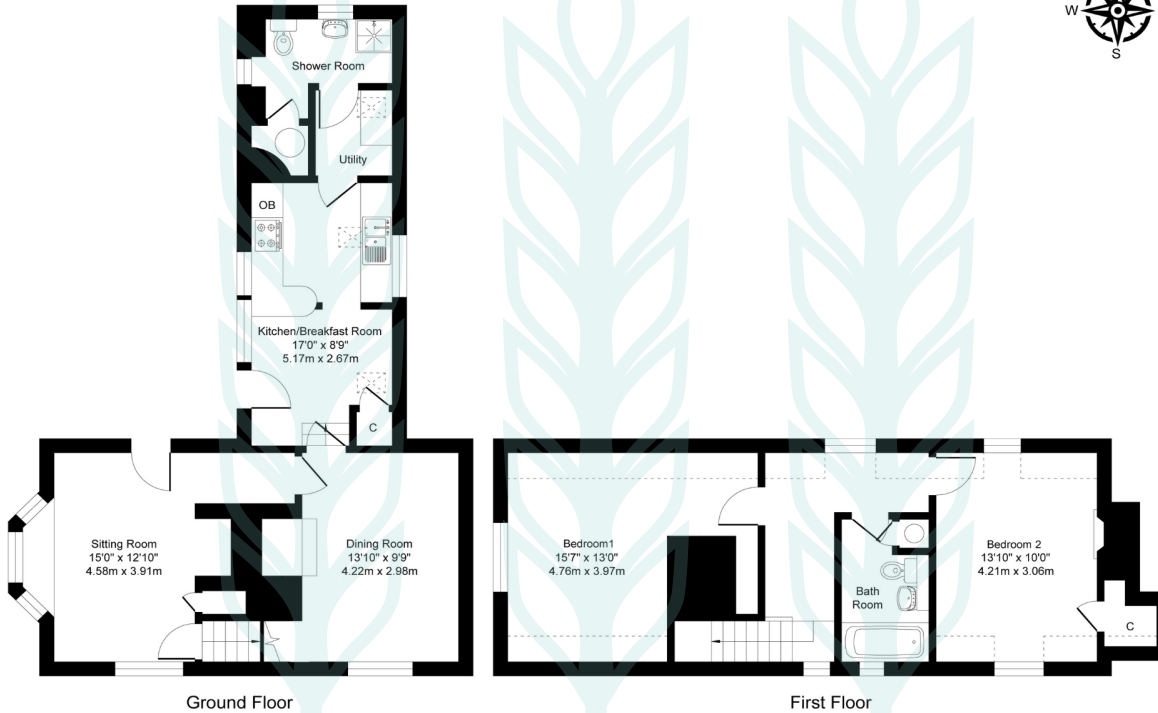 W
S
Shower Room
Utility
OB
Kitchen/Breakfast Room
17'0" x 8'9"
5.17m x 2.67m
C
Sitting Room
15'0" x 12'10"
4.58m x 3.91m
Dining Room
13'10" x 9'9"
4.22m x 2.98m
Bedroom1
15'7" x 13'0"
4.76m x 3.97m
Bath
Room
Bedroom 2
13'10" x 10'0"
4.21m x 3.06m
C
Ground Floor
First Floor